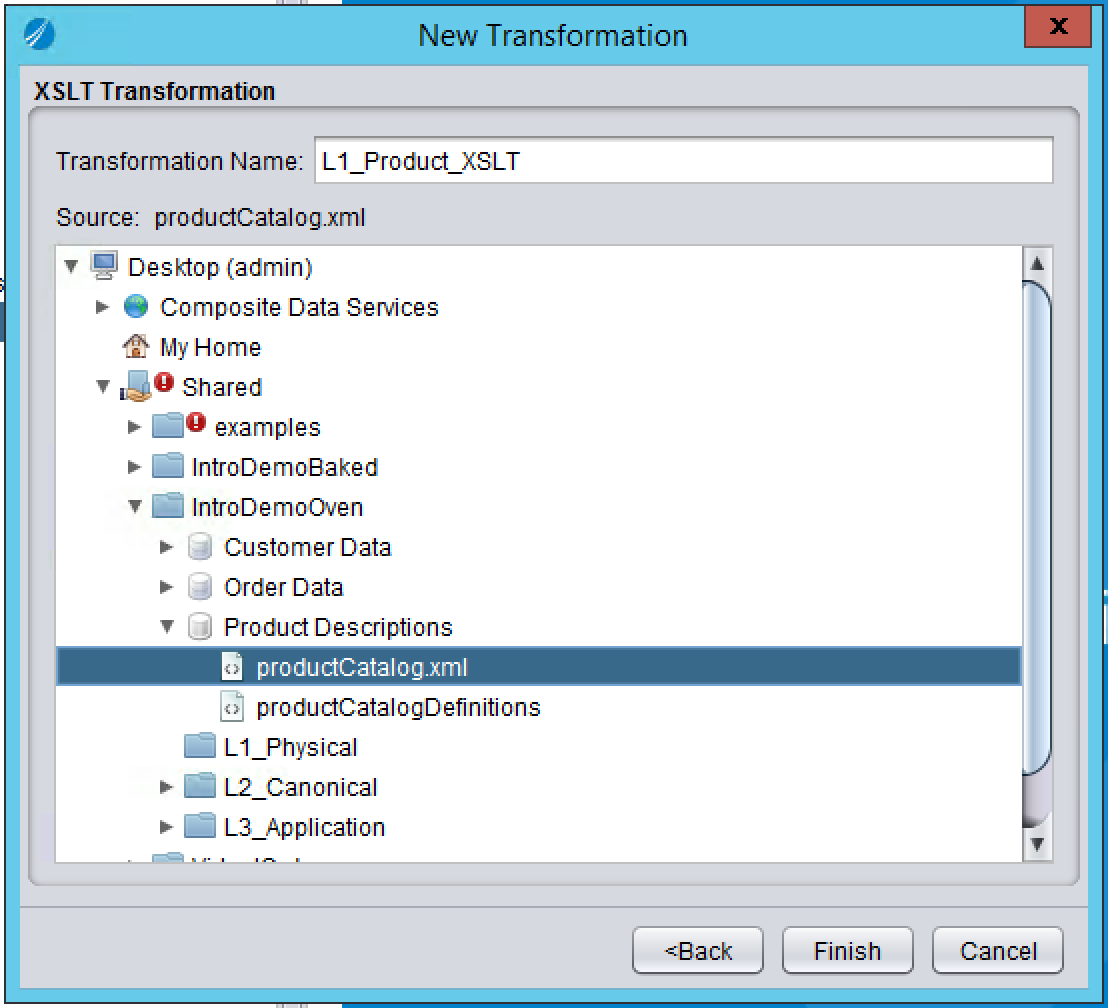 New Transformation
x
XSLT Transformation
Transformation Name: L1_Product_XSLT
Source: productCatalog.xml
Desktop (admin)
Composite Data Services
My Home
Shared
examples
IntroDemoBaked
IntroDemoOven
Customer Data
Order Data
Product Descriptions
productCatalog.xml
productCatalogDefinitions
L1_Physical
L2_Canonical
L3_Application
<Back Finish Cancel